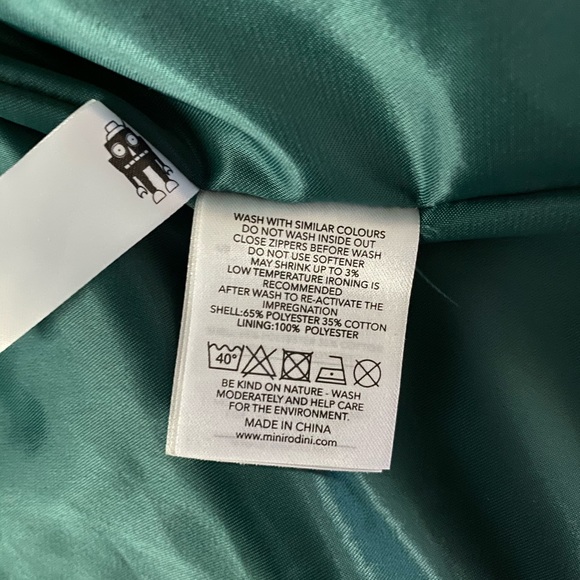 WASH WITH SIMILAR COLOURS
DO NOT WASH INSIDE OUT
CLOSE ZIPPERS BEFORE WASH
DO NOT USE SOFTENER
MAY SHRINK UP TO 3%
LOW TEMPERATURE IRONING IS
RECOMMENDED
AFTER WASH TO RE-ACTIVATE THE
IMPREGNATION
SHELL:65% POLYESTER 35% COTTON
LINING:100% POLYESTER
40°
BE KIND ON NATURE - WASH
MODERATELY AND HELP CARE
FOR THE ENVIRONMENT.
MADE IN CHINA
www.minirodini.com